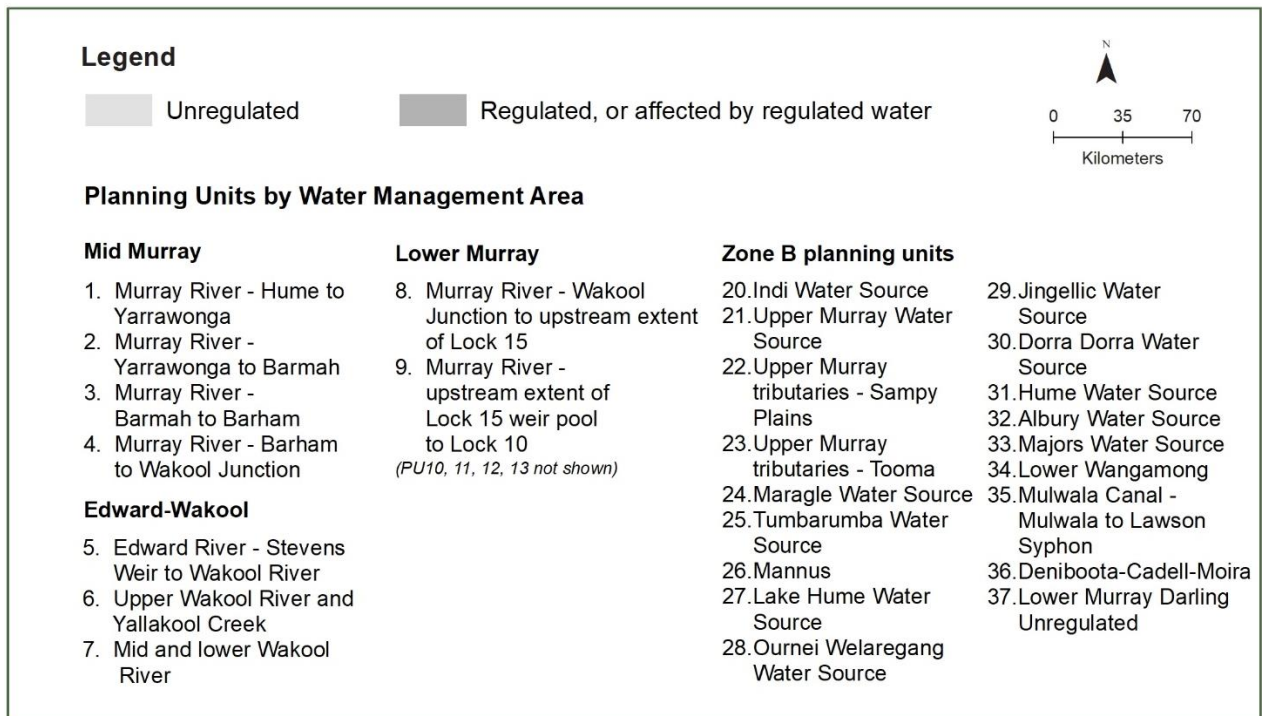 Legend
Unregulated
Regulated, or affected by regulated water
N
0 35 70
Kilometers
Planning Units by Water Management Area
Mid Murray
1. Murray River - Hume to
Yarrawonga
2. Murray River -
Yarrawonga to Barmah
3. Murray River -
Barmah to Barham
4. Murray River - Barham
to Wakool Junction
Edward-Wakool
5. Edward River - Stevens
Weir to Wakool River
6. Upper Wakool River and
Yallakool Creek
7. Mid and lower Wakool
River
Lower Murray
8. Murray River - Wakool
Junction to upstream extent
of Lock 15
9. Murray River -
upstream extent of
Lock 15 weir pool
to Lock 10
(PU10, 11, 12, 13 not shown)
Zone B planning units
20.Indi Water Source
21.Upper Murray Water
Source
22.Upper Murray
tributaries - Sampy
Plains
23.Upper Murray
tributaries - Tooma
24.Maragle Water Source
25.Tumbarumba Water
Source
26.Mannus
27.Lake Hume Water
Source
28.Ournei Welaregang
Water Source
29.Jingellic Water
Source
30.Dorra Dorra Water
Source
31.Hume Water Source
32.Albury Water Source
33.Majors Water Source
34.Lower Wangamong
35.Mulwala Canal -
Mulwala to Lawson
Syphon
36.Deniboota-Cadell-Moira
37.Lower Murray Darling
Unregulated